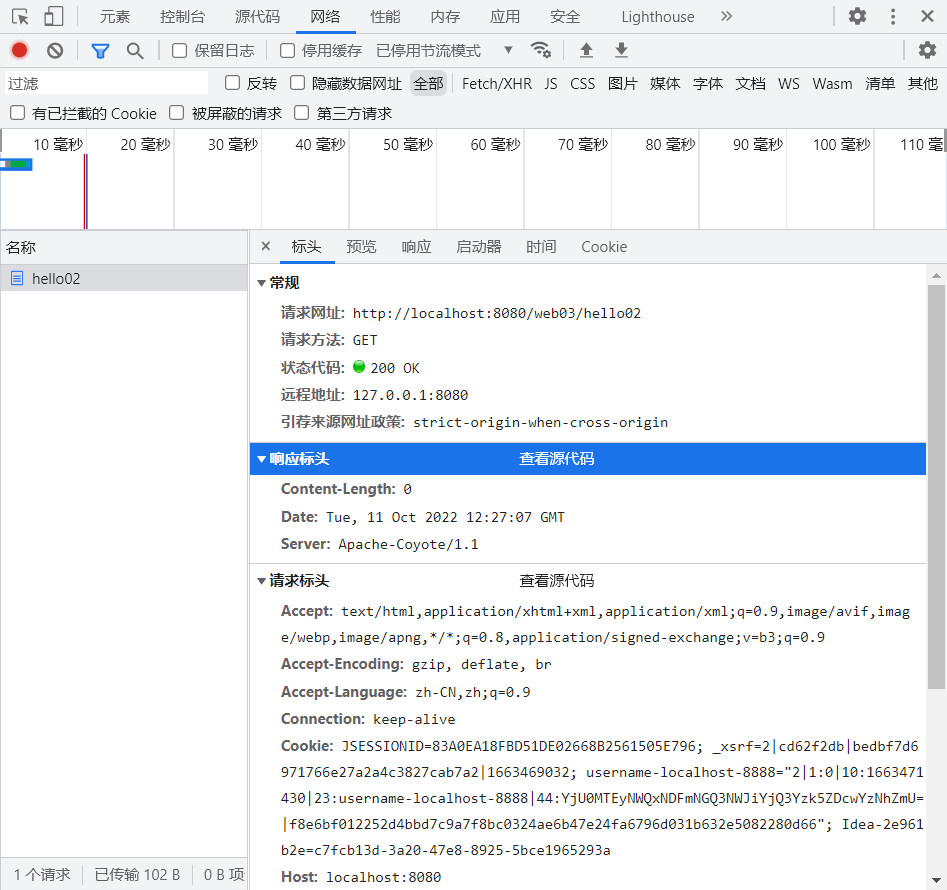 元素 控制台 源代码 网络 性能 内存 应用 安全 Lighthouse
保留日志 停用缓存 已停用节流模式
过滤 反转 隐藏数据网址 全部 Fetch/XHR JS CSS 图片 媒体 字体 文档 WS Wasm 清单 其他
有已拦截的 Cookie 被屏蔽的请求 第三方请求
10 毫秒 20 毫秒 30 毫秒 40 毫秒 50 毫秒 60 毫秒 70 毫秒 80 毫秒 90 毫秒 100 毫秒 110 毫
名称
× 标头 预览 响应 启动器 时间 Cookie
hello02
常规
请求网址: http://localhost:8080/web03/hello02
请求方法: GET
状态代码: 200 OK
远程地址: 127.0.0.1:8080
引荐来源网址政策: strict-origin-when-cross-origin
响应标头 查看源代码
Content-Length: 0
Date: Tue, 11 Oct 2022 12:27:07 GMT
Server: Apache-Coyote/1.1
请求标头 查看源代码
Accept: text/html,application/xhtml+xml,application/xml;q=0.9,image/avif,imag
e/webp,image/apng,*/*;q=0.8,application/signed-exchange;v=b3;q=0.9
Accept-Encoding: gzip, deflate, br
Accept-Language: zh-CN,zh;q=0.9
Connection: keep-alive
Cookie: JSESSIONID=83A0EA18FBD51DE02668B2561505E796; _xsrf=2|cd62f2db|bedbf7d6
971766e27a2a4c3827cab7a2|1663469032; username-localhost-8888="2|1:0|10:1663471
430|23:username-localhost-8888|44:YjU0MTEyNWQxNDFmNGQ3NWJiYjQ3Yzk5ZDcwYzNhZmU=
|f8e6bf012252d4bbd7c9a7f8bc0324ae6b47e24fa6796d031b632e5082280d66"; Idea-2e961
b2e=c7fcb13d-3a20-47e8-8925-5bce1965293a
Host: localhost:8080
1 个请求 已传输 102 B 0 B 项